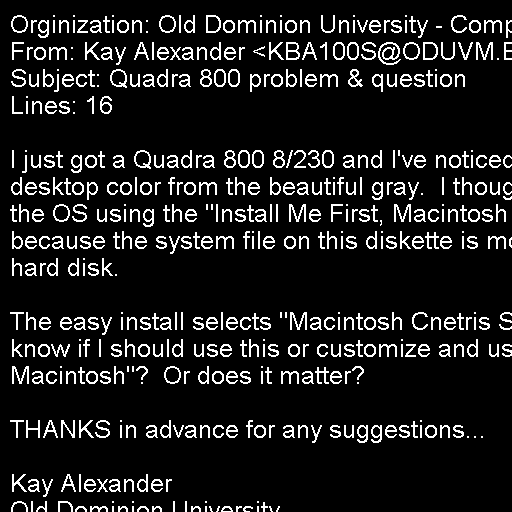 Orginization: Old Dominion University - Comp
From: Kay Alexander <KBA100S@ODUVM.
Subject: Quadra 800 problem & question
Lines: 16

I just got a Quadra 800 8/230 and I've noticed
desktop color from the beautiful gray.  I thoug
the OS using the "Install Me First, Macintosh
because the system file on this diskette is mo
hard disk.

The easy install selects "Macintosh Cnetris S
know if I should use this or customize and us
Macintosh"?  Or does it matter?

THANKS in advance for any suggestions...

Kay Alexander
Old Dominion University